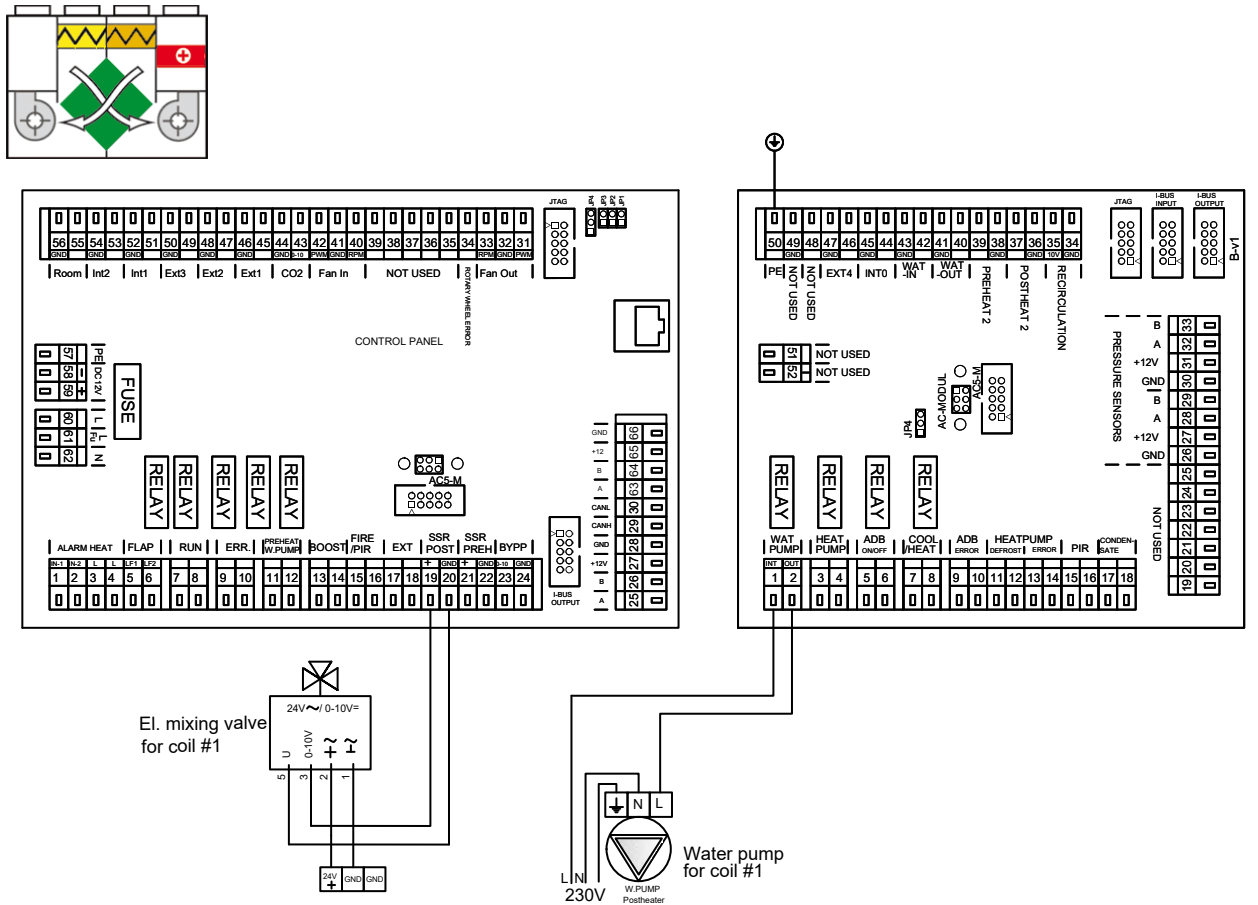 JTAG
JP4
JP3
JP2
JP1
56 55 54 53 52 51 50 49 48 47 46 45 44 43 42 41 40 39 38 37 36 35 34 33 32 31
GND GND GND GND GND GND GND 0-10 PWM GND RPM RPM GND PWM
Room Int2 Int1 Ext3 Ext2 Ext1 CO2 Fan In NOT USED ROTARY WHEEL ERROR Fan Out
CONTROL PANEL
57 PE
58 - DC12V
59 +
60 L
61 L Fu
62 N
FUSE
RELAY RELAY RELAY RELAY RELAY
AC5-M
GND 66
+12 65
B 64
A 63
CANL 30
CANH 29
GND 28
+12V 27
B 26
A 25
I-BUS
OUTPUT
ALARM HEAT FLAP RUN ERR. PREHEAT W.PUMP BOOST FIRE /PIR EXT SSR POST SSR PREH BYPP
IN-1 IN-2 L L LF1 LF2 + GND + GND 0-10 GND
1 2 3 4 5 6 7 8 9 10 11 12 13 14 15 16 17 18 19 20 21 22 23 24
JTAG
I-BUS
INPUT
I-BUS
OUTPUT
B-v1
50 49 48 47 46 45 44 43 42 41 40 39 38 37 36 35 34
GND GND GND GND GND GND GND 10V GND
PE NOT USED NOT USED EXT4 INT0 WAT -IN WAT -OUT PREHEAT 2 POSTHEAT 2 RECIRCULATION
51 NOT USED
52 NOT USED
JP4
AC-MODUL
AC5-M
PRESSURE SENSORS
B 33
A 32
+12V 31
GND 30
B 29
A 28
+12V 27
GND 26
25
24
23
22
21
20
19
NOT USED
RELAY RELAY RELAY RELAY
WAT PUMP HEAT PUMP ADB ON/OFF COOL /HEAT ADB ERROR HEATPUMP DEFROST ERROR PIR CONDEN- SATE
INT OUT
1 2 3 4 5 6 7 8 9 10 11 12 13 14 15 16 17 18
El. mixing valve
for coil #1
24V~/ 0-10V=
U 0-10V ~ + ~ ⊥
5 3 2 1
24V + GND GND
N L
Water pump
for coil #1
L N
230V
W.PUMP
Postheater